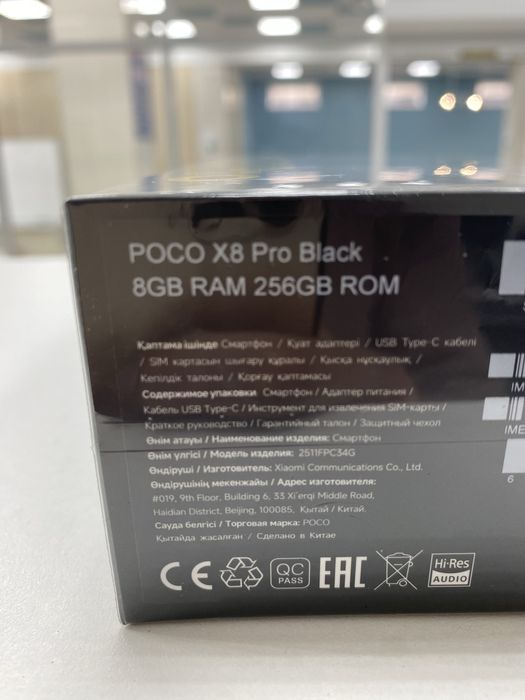 POCO X8 Pro Black
8GB RAM 256GB ROM
Қаптама ішінде Смартфон / Қуат адаптері / USB Type-C кабелі
/ SIM картасын шығару құралы / Қысқа нұсқаулық /
Кепілдік талоны / Қорғау қаптамасы
Содержимое упаковки Смартфон / Адаптер питания /
Кабель USB Type-C / Инструмент для извлечения SIM-карты /
Краткое руководство / Гарантийный талон / Защитный чехол
Өнім атауы / Наименование изделия: Смартфон
Өнім үлгісі / Модель изделия: 2511FPC34G
Өндіруші / Изготовитель: Xiaomi Communications Co., Ltd.
Өндірушінің мекенжайы / Адрес изготовителя:
#019, 9th Floor, Building 6, 33 Xi'erqi Middle Road,
Haidian District, Beijing, 100085, Қытай / Китай.
Сауда белгісі / Торговая марка: POCO
Қытайда жасалған / Сделано в Китае
CE QC PASS EAC Hi-Res AUDIO
IM
IME
6